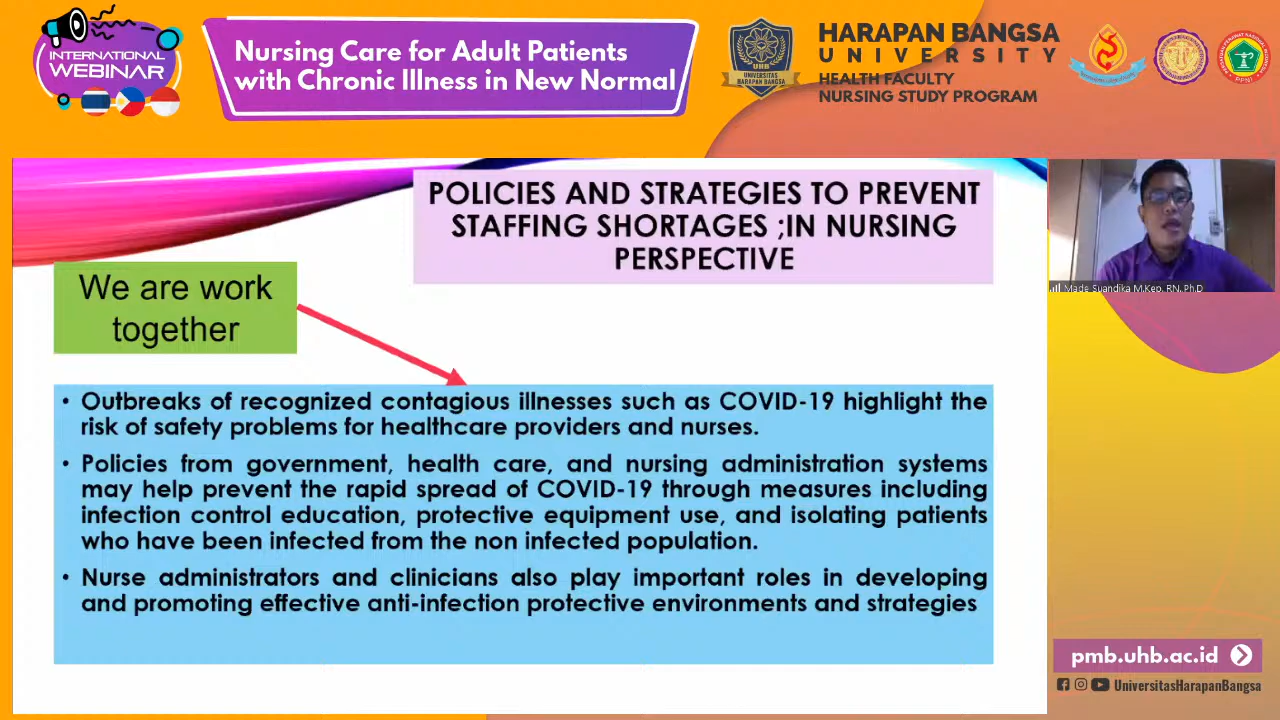 INTERNATIONAL
WEBINAR
Nursing Care for Adult Patients
with Chronic Illness in New Normal
UHB
UNIVERSITAS
HARAPAN BANGSA
HARAPAN BANGSA
UNIVERSITY
HEALTH FACULTY
NURSING STUDY PROGRAM
PPNI
POLICIES AND STRATEGIES TO PREVENT
STAFFING SHORTAGES ;IN NURSING
PERSPECTIVE
We are work
together
• Outbreaks of recognized contagious illnesses such as COVID-19 highlight the
risk of safety problems for healthcare providers and nurses.
• Policies from government, health care, and nursing administration systems
may help prevent the rapid spread of COVID-19 through measures including
infection control education, protective equipment use, and isolating patients
who have been infected from the non infected population.
• Nurse administrators and clinicians also play important roles in developing
and promoting effective anti-infection protective environments and strategies
Made Suandika M.Kep, RN, Ph.D
pmb.uhb.ac.id
UniversitasHarapanBangsa